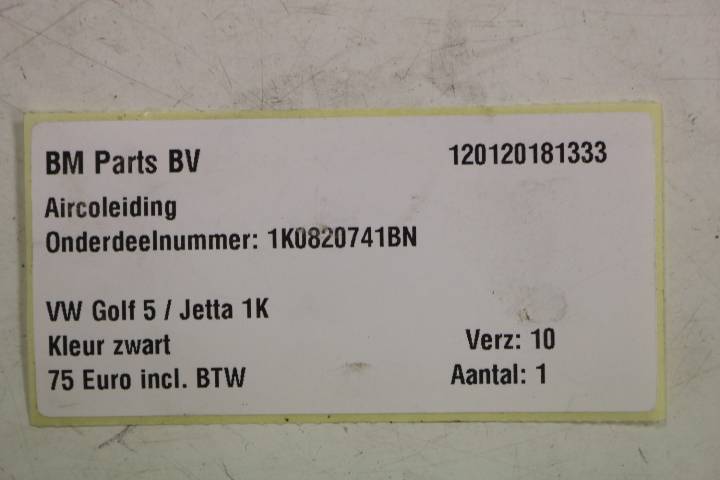 BM Parts BV 120120181333
Aircoleiding
Onderdeelnummer: 1K0820741BN
VW Golf 5 / Jetta 1K
Kleur zwart Verz: 10
75 Euro incl. BTW Aantal: 1